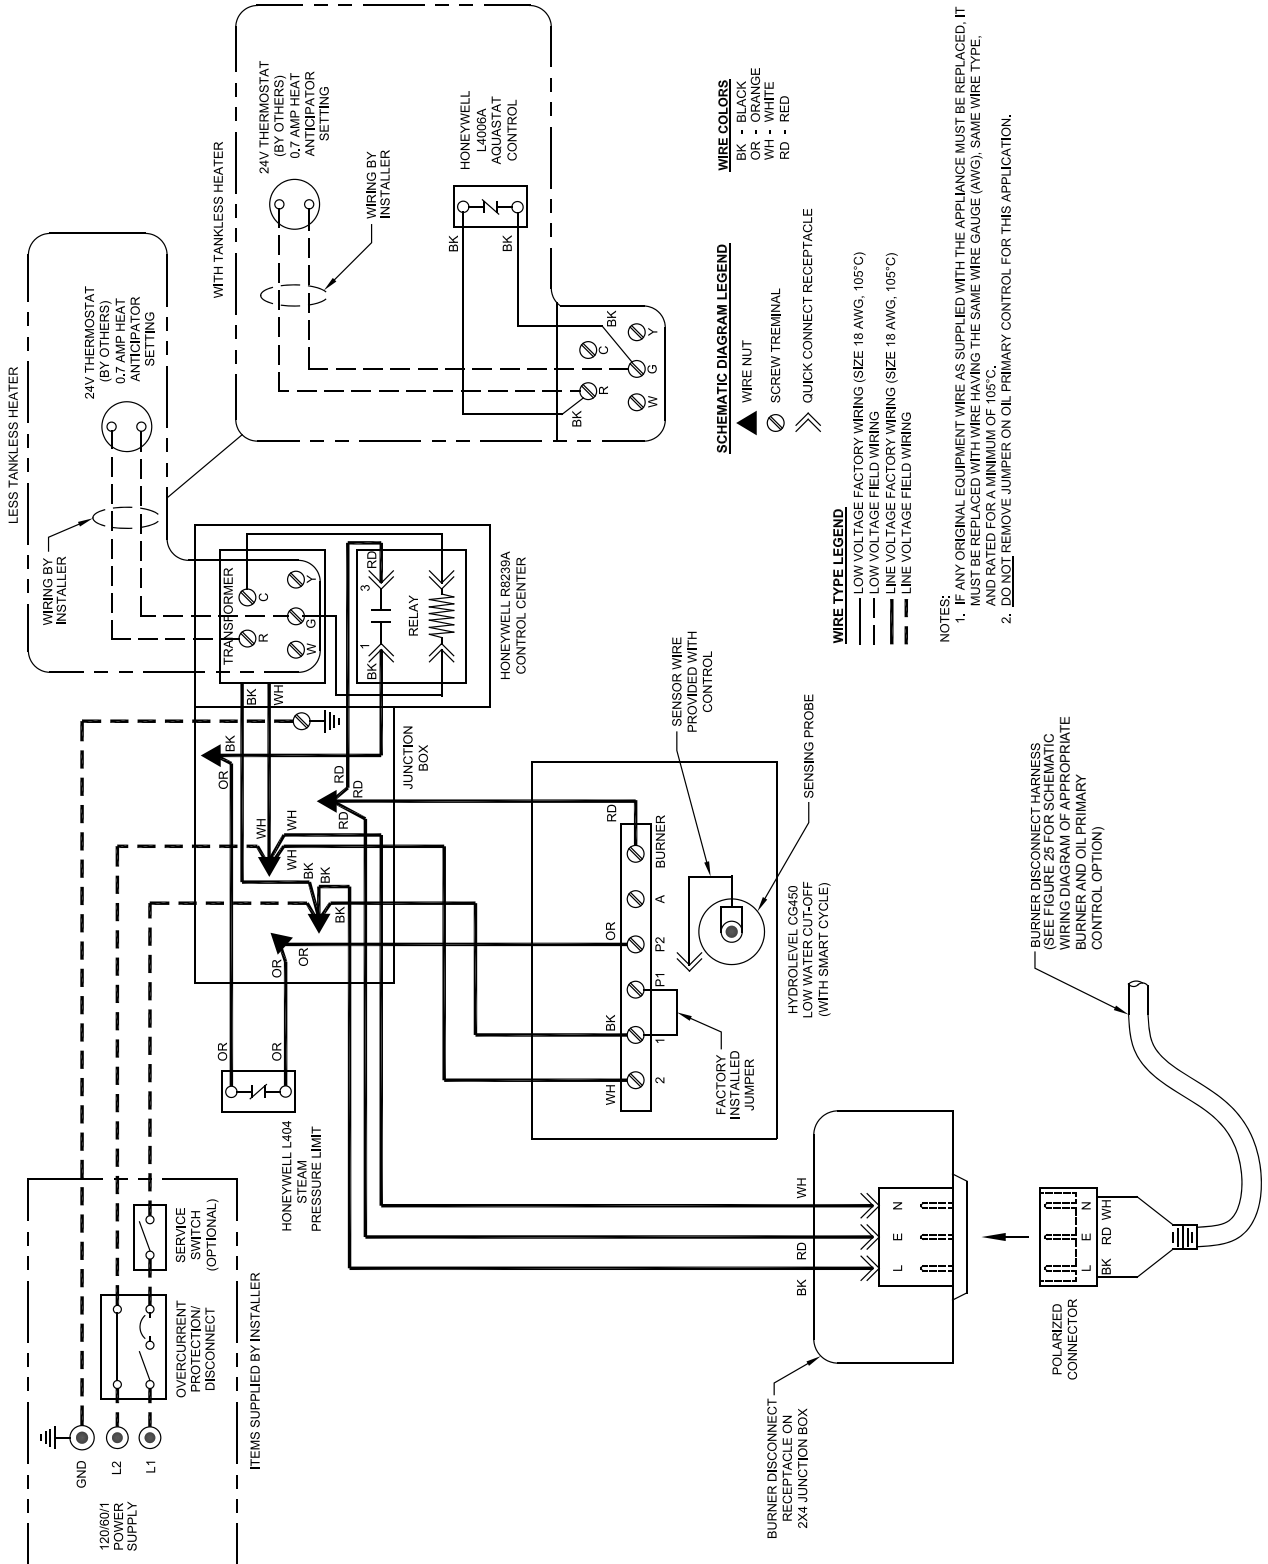 LESS TANKLESS HEATER
24V THERMOSTAT
(BY OTHERS)
0.7 AMP HEAT
ANTICIPATOR
SETTING
WIRING BY
INSTALLER
WITH TANKLESS HEATER
24V THERMOSTAT
(BY OTHERS)
0.7 AMP HEAT
ANTICIPATOR
SETTING
WIRING BY
INSTALLER
HONEYWELL
L4006A
AQUASTAT
CONTROL
BK
BK
BK
BK
R
C
W
G
Y
TRANSFORMER
R
C
W
G
Y
RELAY
BK
1
3
RD
HONEYWELL R8239A
CONTROL CENTER
BK
WH
BK
OR
JUNCTION
BOX
RD
RD
RD
WH
WH
WH
BK
BK
BK
OR
OR
OR
OR
HONEYWELL L404
STEAM
PRESSURE LIMIT
120/60/1
POWER
SUPPLY
GND
L2
L1
OVERCURRENT
PROTECTION/
DISCONNECT
SERVICE
SWITCH
(OPTIONAL)
ITEMS SUPPLIED BY INSTALLER
WH
BK
OR
RD
2
1
P1
P2
A
BURNER
FACTORY
INSTALLED
JUMPER
SENSOR WIRE
PROVIDED WITH
CONTROL
SENSING PROBE
HYDROLEVEL CG450
LOW WATER CUT-OFF
(WITH SMART CYCLE)
BK
RD
WH
L
E
N
BURNER DISCONNECT
RECEPTACLE ON
2X4 JUNCTION BOX
POLARIZED
CONNECTOR
L
E
N
BK
RD
WH
BURNER DISCONNECT HARNESS
(SEE FIGURE 25 FOR SCHEMATIC
WIRING DIAGRAM OF APPROPRIATE
BURNER AND OIL PRIMARY
CONTROL OPTION)
SCHEMATIC DIAGRAM LEGEND
WIRE NUT
SCREW TREMINAL
QUICK CONNECT RECEPTACLE
WIRE COLORS
BK - BLACK
OR - ORANGE
WH - WHITE
RD - RED
WIRE TYPE LEGEND
LOW VOLTAGE FACTORY WIRING (SIZE 18 AWG, 105°C)
LOW VOLTAGE FIELD WIRING
LINE VOLTAGE FACTORY WIRING (SIZE 18 AWG, 105°C)
LINE VOLTAGE FIELD WIRING
NOTES:
1. IF ANY ORIGINAL EQUIPMENT WIRE AS SUPPLIED WITH THE APPLIANCE MUST BE REPLACED, IT
MUST BE REPLACED WITH WIRE HAVING THE SAME WIRE GAUGE (AWG), SAME WIRE TYPE,
AND RATED FOR A MINIMUM OF 105°C.
2. DO NOT REMOVE JUMPER ON OIL PRIMARY CONTROL FOR THIS APPLICATION.